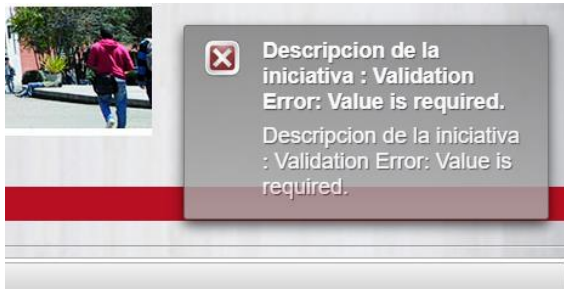 Descripcion de la
iniciativa : Validation
Error: Value is required.
Descripcion de la iniciativa
: Validation Error: Value is
required.